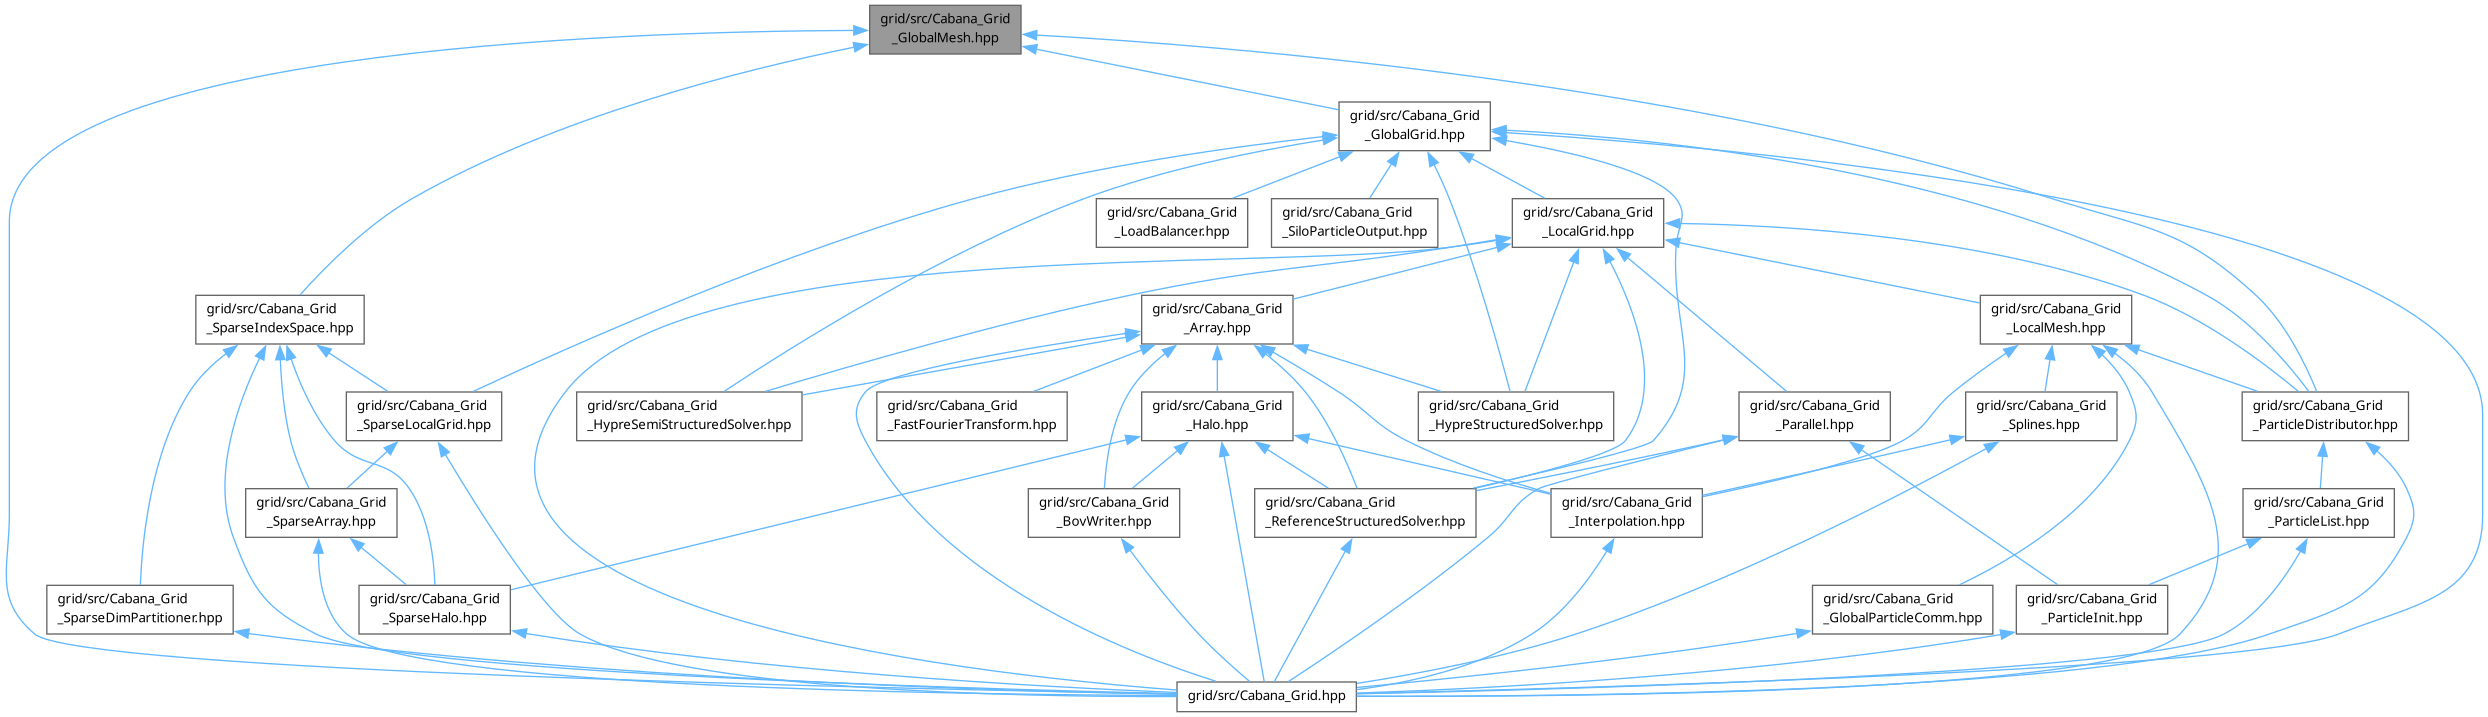 grid/src/Cabana_Grid
_GlobalMesh.hpp
grid/src/Cabana_Grid
_GlobalGrid.hpp
grid/src/Cabana_Grid
_LoadBalancer.hpp
grid/src/Cabana_Grid
_SiloParticleOutput.hpp
grid/src/Cabana_Grid
_LocalGrid.hpp
grid/src/Cabana_Grid
_SparseIndexSpace.hpp
grid/src/Cabana_Grid
_Array.hpp
grid/src/Cabana_Grid
_LocalMesh.hpp
grid/src/Cabana_Grid
_SparseLocalGrid.hpp
grid/src/Cabana_Grid
_HypreSemiStructuredSolver.hpp
grid/src/Cabana_Grid
_FastFourierTransform.hpp
grid/src/Cabana_Grid
_Halo.hpp
grid/src/Cabana_Grid
_HypreStructuredSolver.hpp
grid/src/Cabana_Grid
_Parallel.hpp
grid/src/Cabana_Grid
_Splines.hpp
grid/src/Cabana_Grid
_ParticleDistributor.hpp
grid/src/Cabana_Grid
_SparseArray.hpp
grid/src/Cabana_Grid
_BovWriter.hpp
grid/src/Cabana_Grid
_ReferenceStructuredSolver.hpp
grid/src/Cabana_Grid
_Interpolation.hpp
grid/src/Cabana_Grid
_ParticleList.hpp
grid/src/Cabana_Grid
_SparseDimPartitioner.hpp
grid/src/Cabana_Grid
_SparseHalo.hpp
grid/src/Cabana_Grid
_GlobalParticleComm.hpp
grid/src/Cabana_Grid
_ParticleInit.hpp
grid/src/Cabana_Grid.hpp